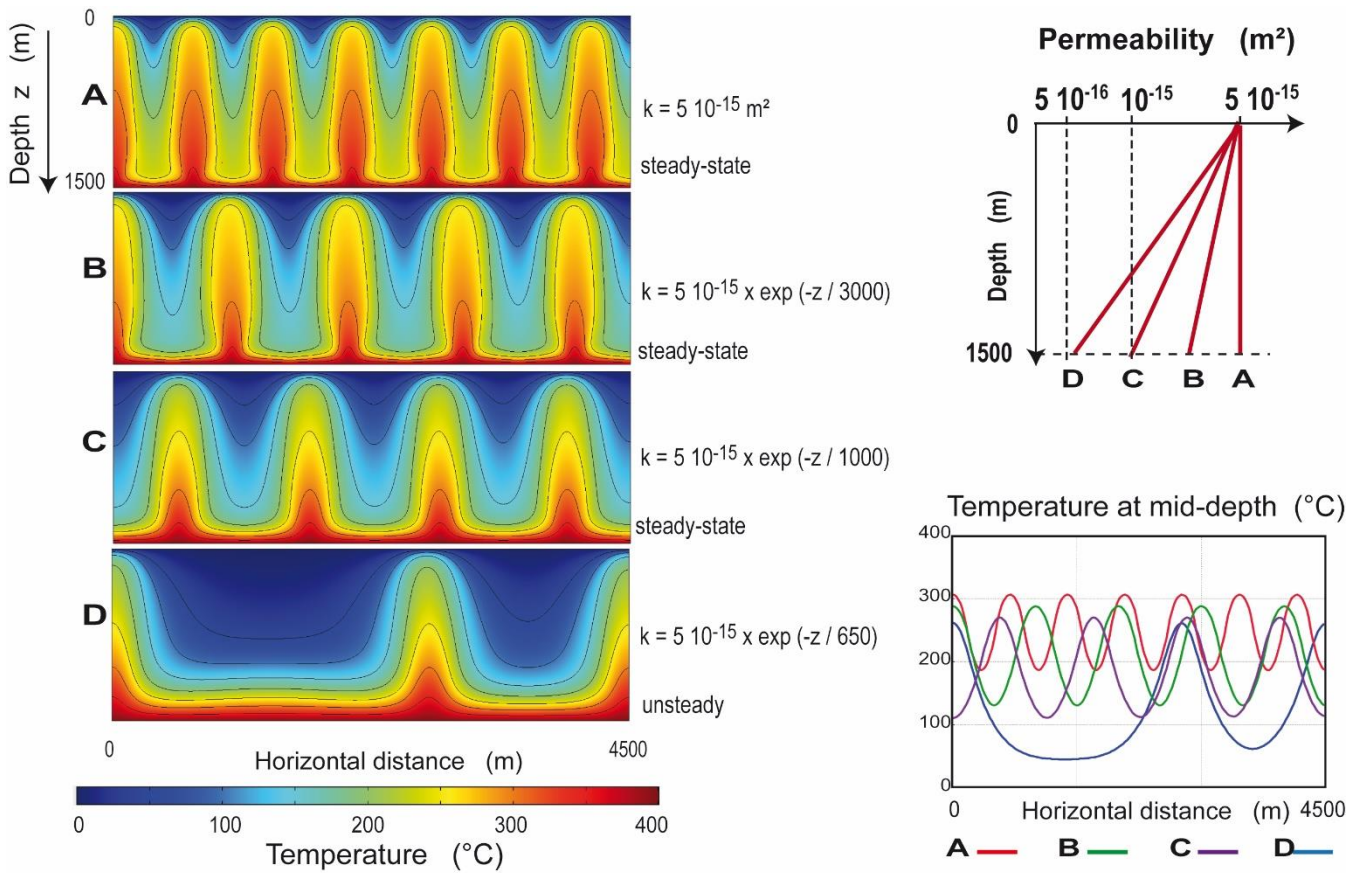 0
Depth z (m)
1500
A
k = 5 10⁻¹⁵ m²
steady-state
B
k = 5 10⁻¹⁵ x exp (-z / 3000)
steady-state
C
k = 5 10⁻¹⁵ x exp (-z / 1000)
steady-state
D
k = 5 10⁻¹⁵ x exp (-z / 650)
unsteady
0 4500
Horizontal distance (m)
0 100 200 300 400
Temperature (°C)
Permeability (m²)
5 10⁻¹⁶ 10⁻¹⁵ 5 10⁻¹⁵
0
Depth (m)
1500
D C B A
Temperature at mid-depth (°C)
400
300
200
100
0
0 Horizontal distance (m) 4500
A B C D